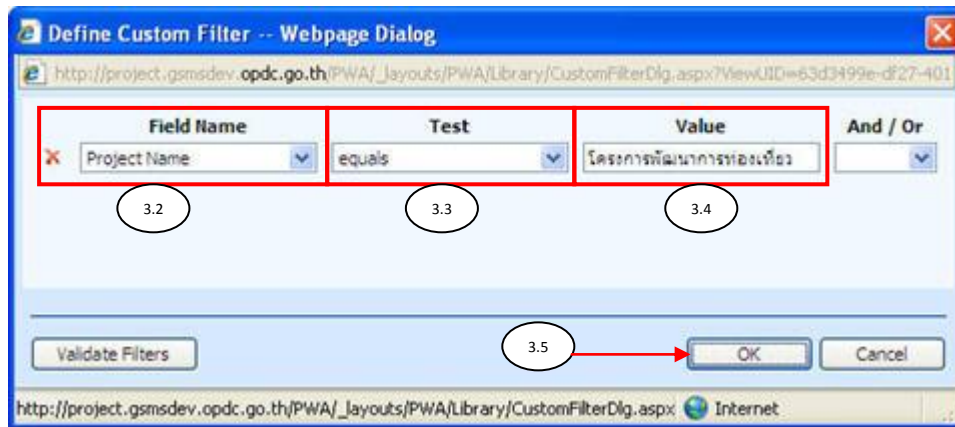 Define Custom Filter -- Webpage Dialog
http://project.gsmsdev.opdc.go.th/PWA/_layouts/PWA/Library/CustomFilterDlg.aspx?ViewUID=63d3499e-df27-401
Field Name Test Value And / Or
Project Name equals โครงการพัฒนาการท่องเที่ยว
3.2 3.3 3.4
3.5
Validate Filters OK Cancel
http://project.gsmsdev.opdc.go.th/PWA/_layouts/PWA/Library/CustomFilterDlg.aspx Internet